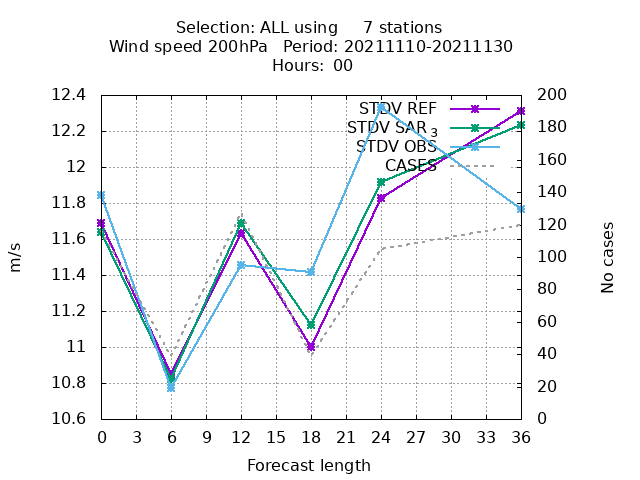 Selection: ALL using 7 stations
Wind speed 200hPa Period: 20211110-20211130
Hours: 00
STDV REF
STDV SAR 3
STDV OBS
CASES
12.4
12.2
12
11.8
11.6
11.4
11.2
11
10.8
10.6
m/s
200
180
160
140
120
100
80
60
40
20
0
No cases
0 3 6 9 12 15 18 21 24 27 30 33 36
Forecast length